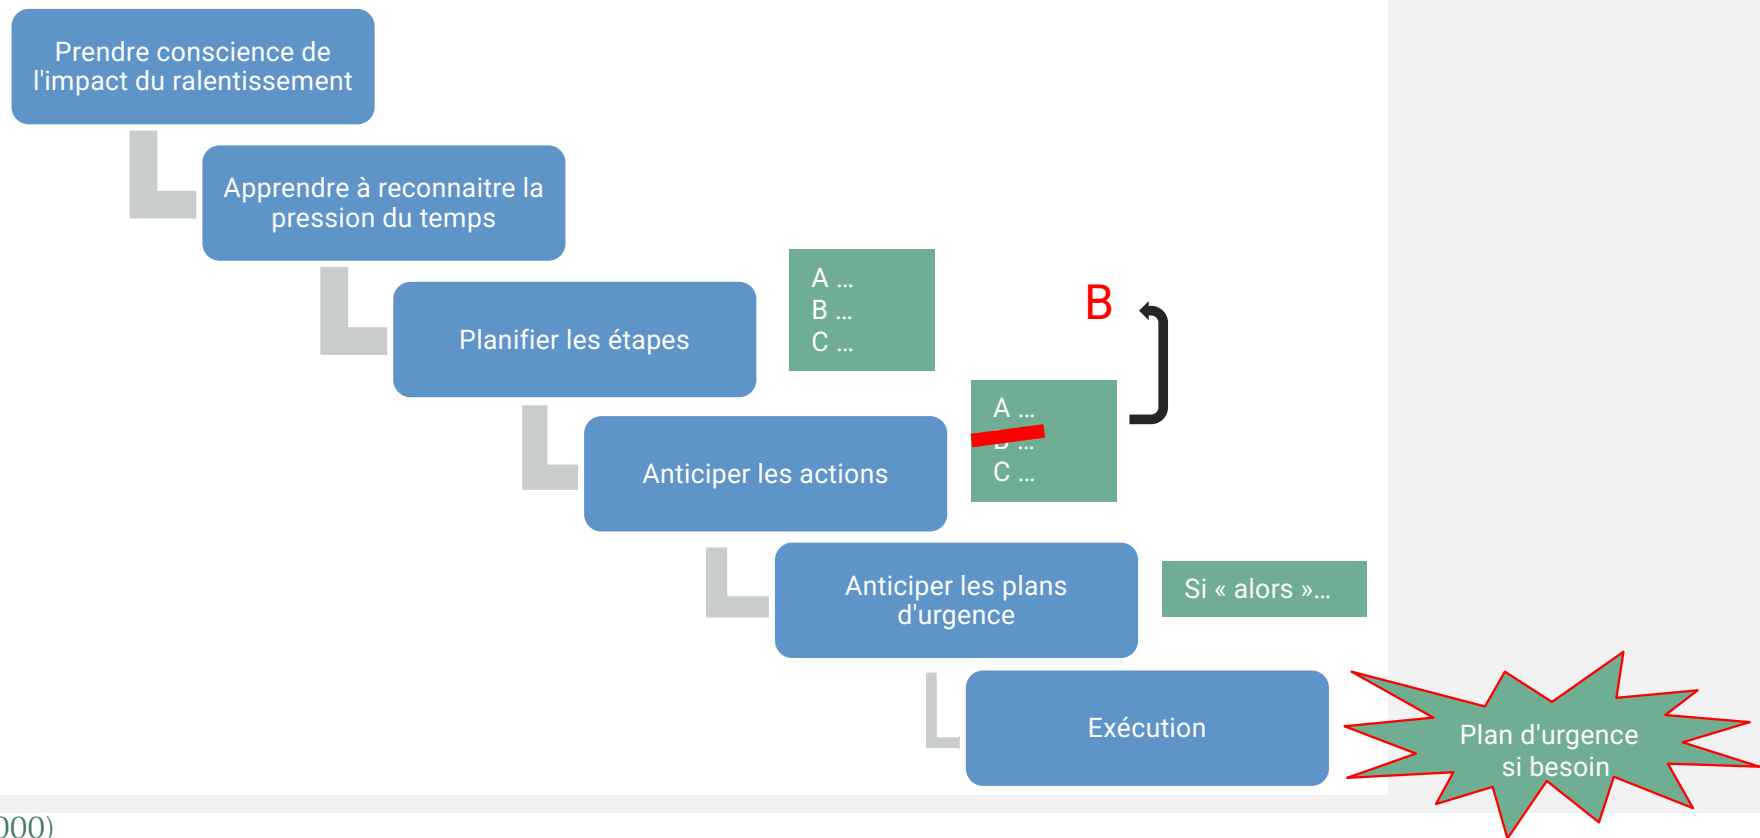 Prendre conscience de
l'impact du ralentissement
Apprendre à reconnaitre la
pression du temps
Planifier les étapes
A ...
B ...
C ...
B
Anticiper les actions
A ...
B ...
C ...
Anticiper les plans
d'urgence
Si « alors »...
Exécution
Plan d'urgence
si besoin
000)